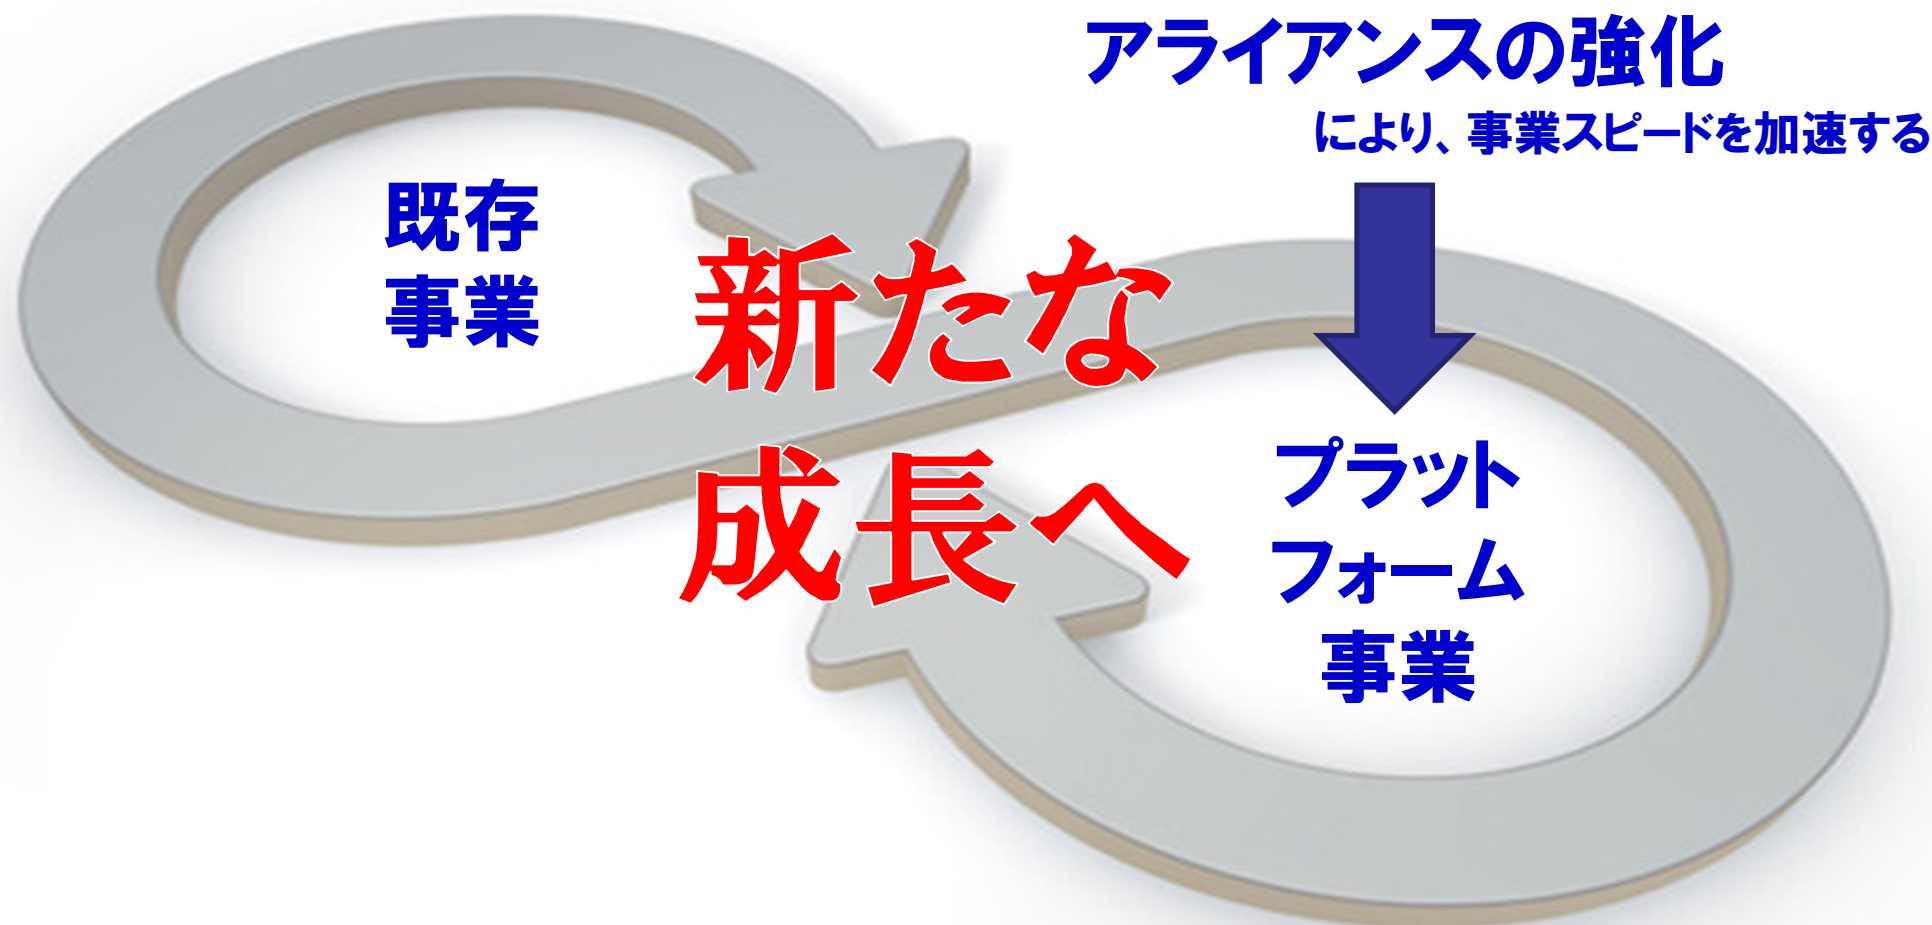 アライアンスの強化
により、事業スピードを加速する
既存
事業
新たな
成長へ
プラット
フォーム
事業